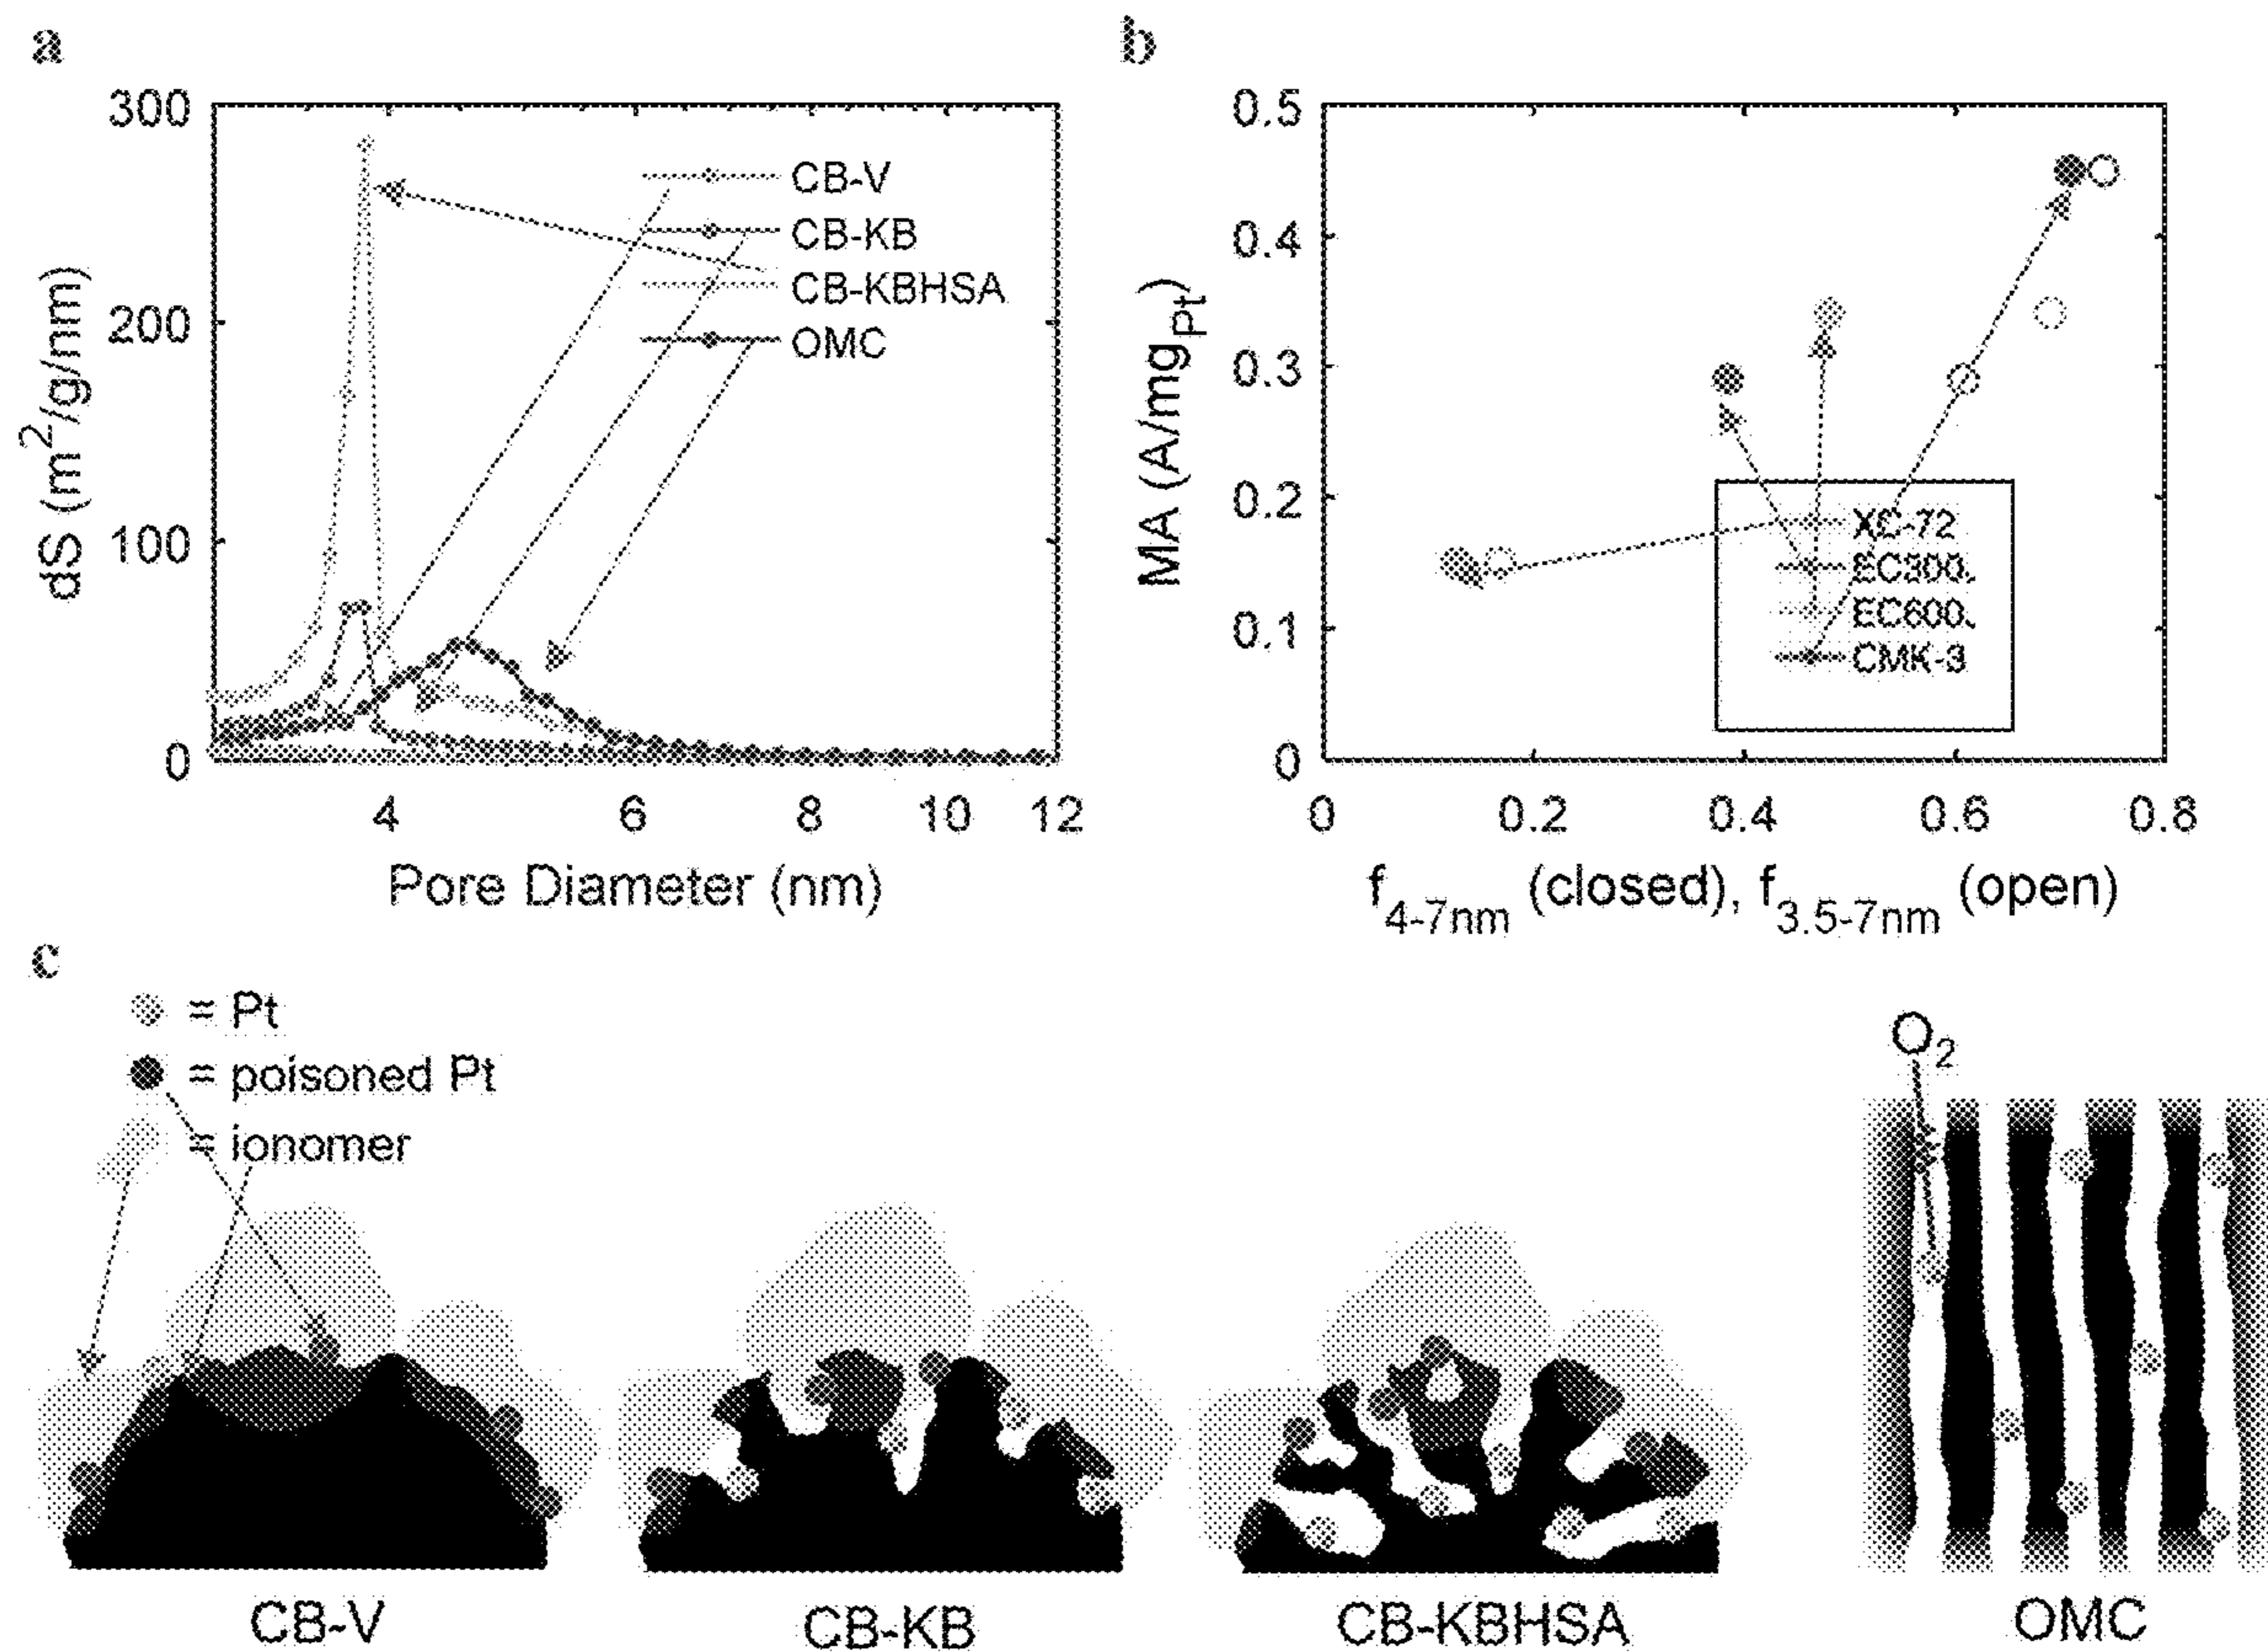 a
300
200
100
0
dS (m²/g/nm)
CB-V
CB-KB
CB-KBHSA
OMC
4 6 8 10 12
Pore Diameter (nm)
b
0.5
0.4
0.3
0.2
0.1
0
MA (A/mgPt)
XC-72
EC300J
EC600J
CMK-3
0 0.2 0.4 0.6 0.8
f4-7nm (closed), f3.5-7nm (open)
c
= Pt
= poisoned Pt
= ionomer
O2
CB-V
CB-KB
CB-KBHSA
OMC